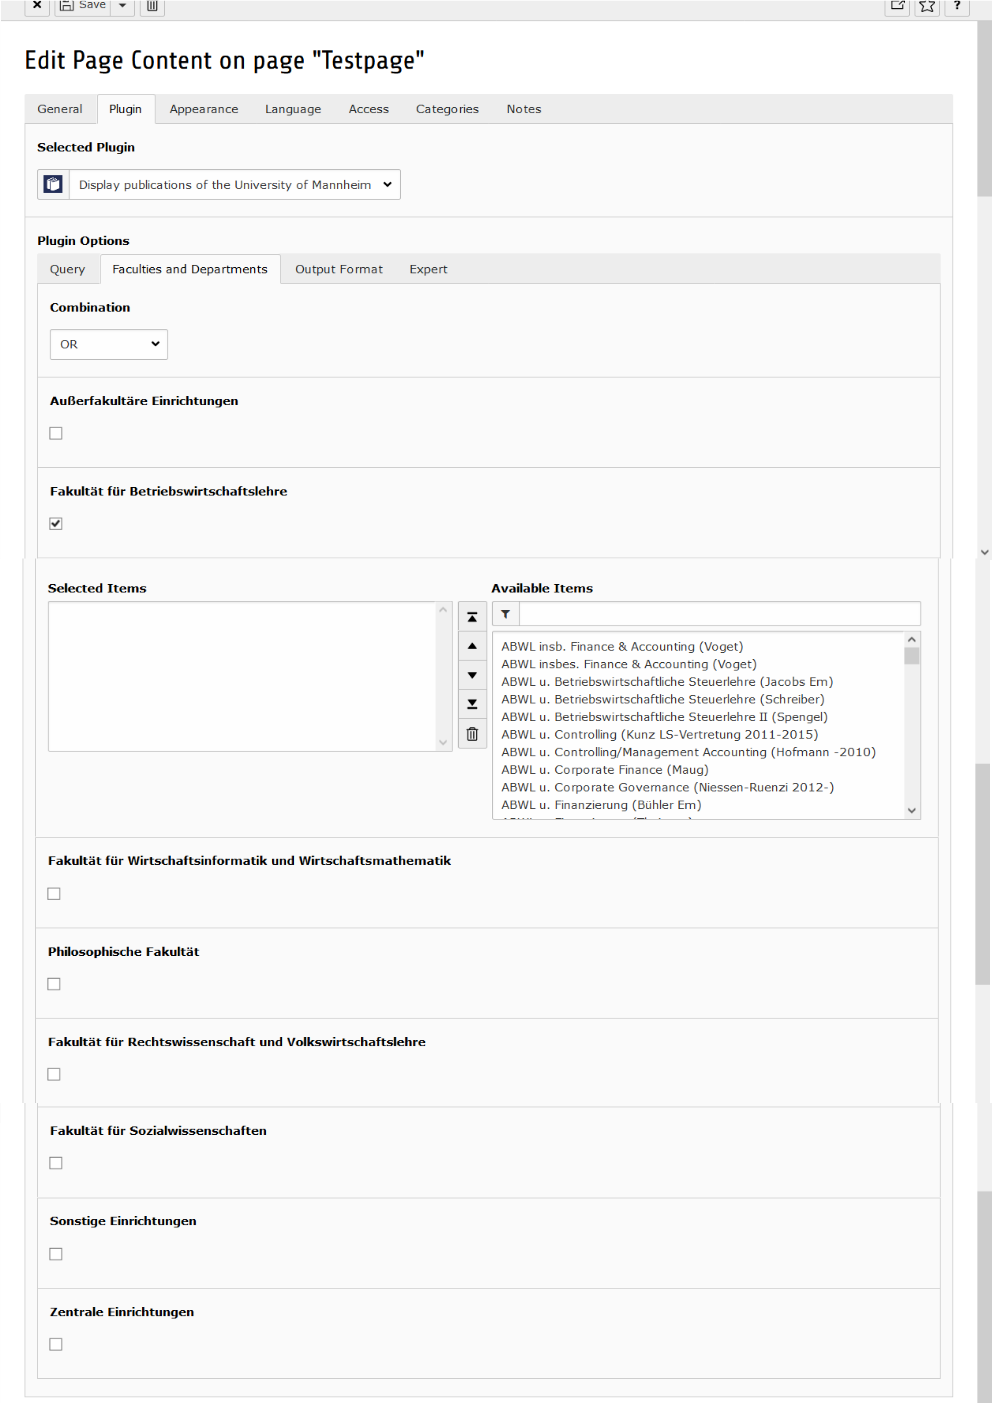 Save
?
Edit Page Content on page "Testpage"
General Plugin Appearance Language Access Categories Notes
Selected Plugin
Display publications of the University of Mannheim
Plugin Options
Query Faculties and Departments Output Format Expert
Combination
OR
Außerfakultäre Einrichtungen
Fakultät für Betriebswirtschaftslehre
Selected Items
Available Items
ABWL insb. Finance & Accounting (Voget)
ABWL insbes. Finance & Accounting (Voget)
ABWL u. Betriebswirtschaftliche Steuerlehre (Jacobs Em)
ABWL u. Betriebswirtschaftliche Steuerlehre (Schreiber)
ABWL u. Betriebswirtschaftliche Steuerlehre II (Spengel)
ABWL u. Controlling (Kunz LS-Vertretung 2011-2015)
ABWL u. Controlling/Management Accounting (Hofmann -2010)
ABWL u. Corporate Finance (Maug)
ABWL u. Corporate Governance (Niessen-Ruenzi 2012-)
ABWL u. Finanzierung (Bühler Em)
Fakultät für Wirtschaftsinformatik und Wirtschaftsmathematik
Philosophische Fakultät
Fakultät für Rechtswissenschaft und Volkswirtschaftslehre
Fakultät für Sozialwissenschaften
Sonstige Einrichtungen
Zentrale Einrichtungen